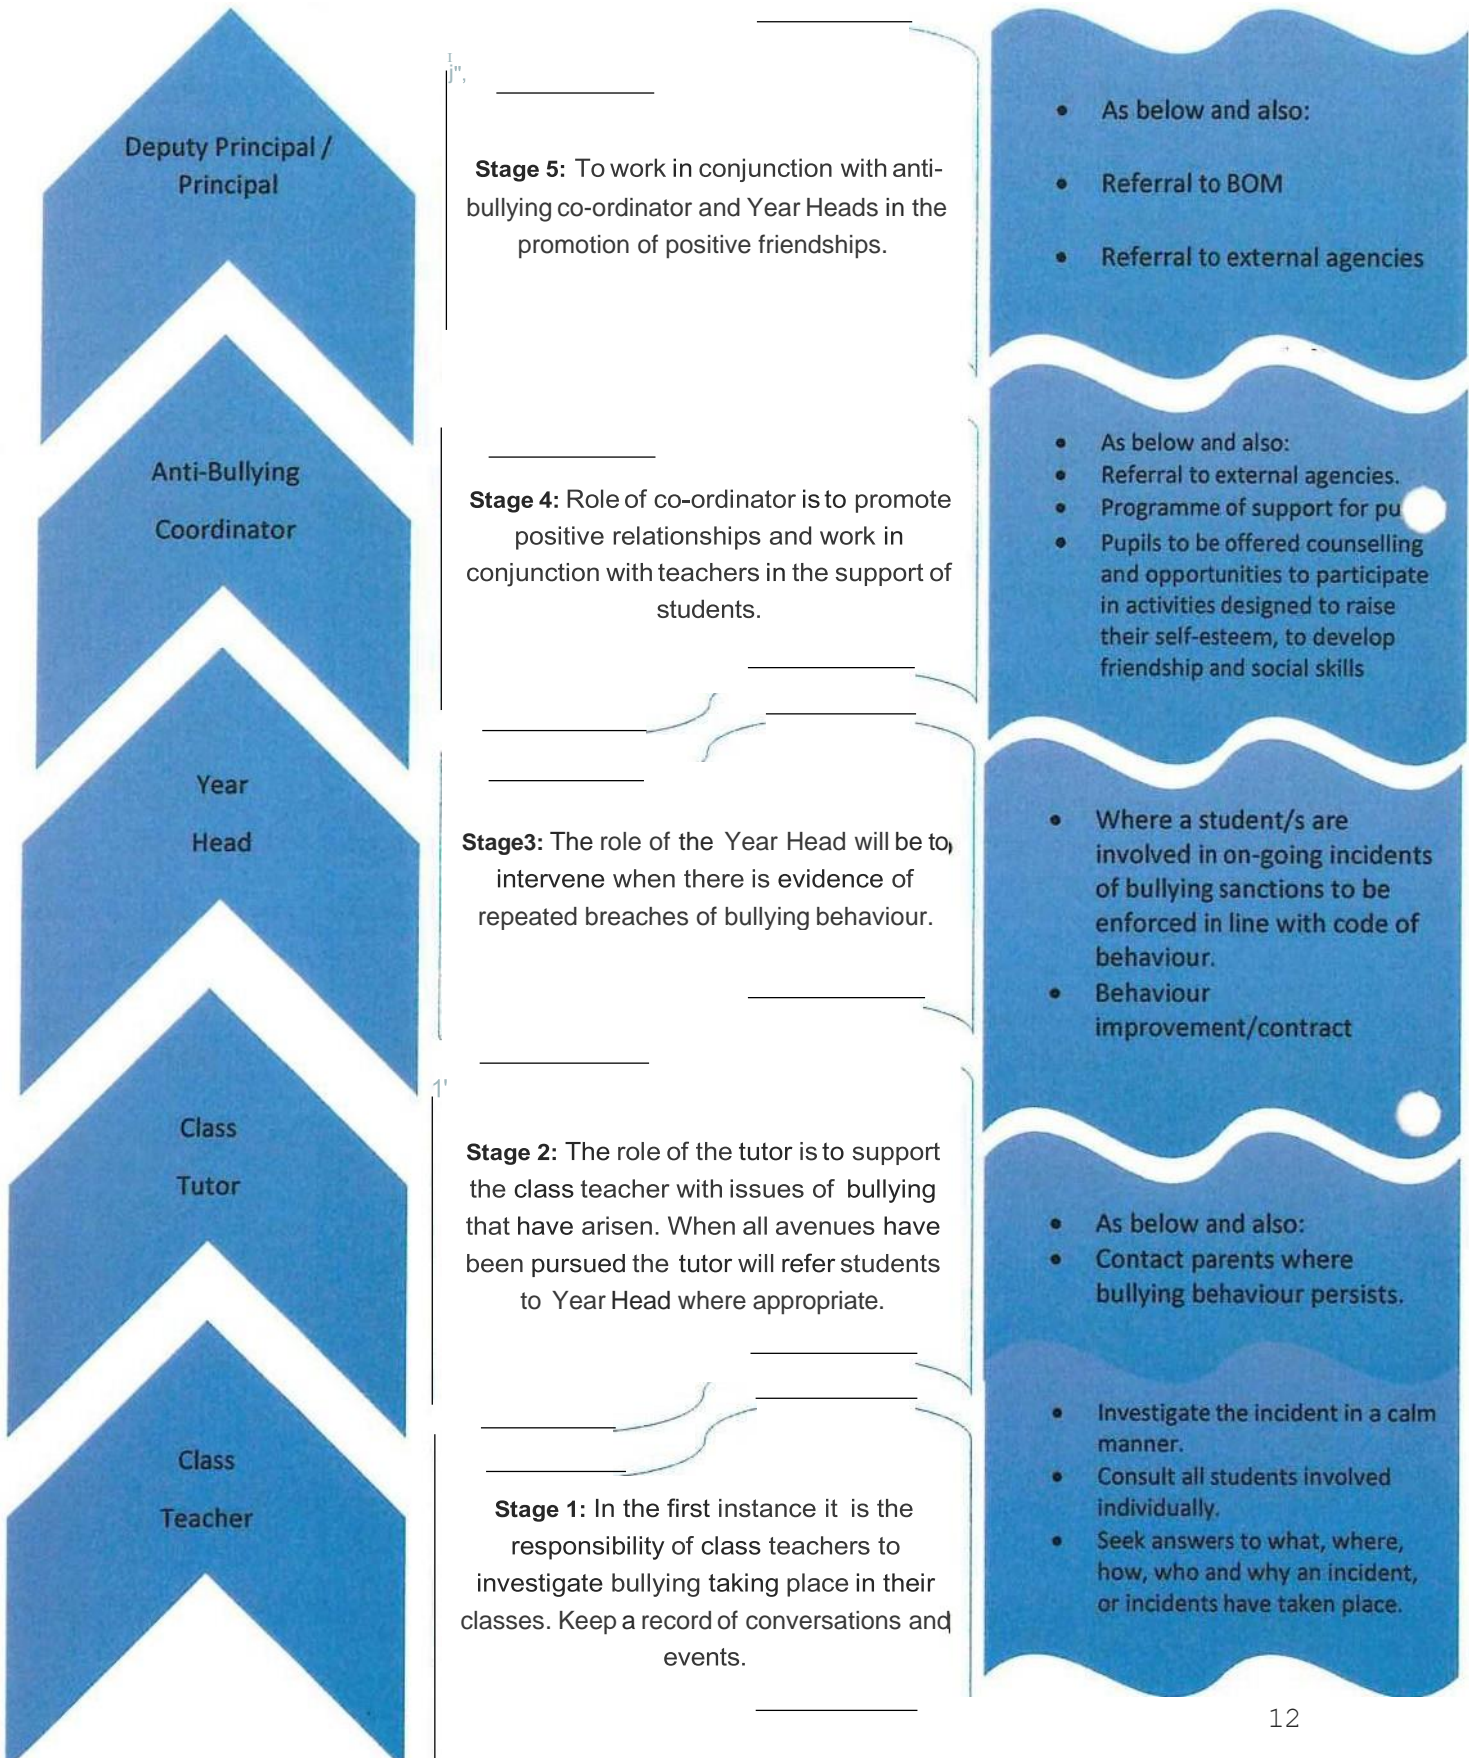 Deputy Principal /
Principal
Stage 5: To work in conjunction with anti-
bullying co-ordinator and Year Heads in the
promotion of positive friendships.
• As below and also:
• Referral to BOM
• Referral to external agencies
Anti-Bullying
Coordinator
Stage 4: Role of co-ordinator is to promote
positive relationships and work in
conjunction with teachers in the support of
students.
• As below and also:
• Referral to external agencies.
• Programme of support for pu
• Pupils to be offered counselling
and opportunities to participate
in activities designed to raise
their self-esteem, to develop
friendship and social skills
Year
Head
Stage3: The role of the Year Head will be to,
intervene when there is evidence of
repeated breaches of bullying behaviour.
• Where a student/s are
involved in on-going incidents
of bullying sanctions to be
enforced in line with code of
behaviour.
• Behaviour
improvement/contract
Class
Tutor
Stage 2: The role of the tutor is to support
the class teacher with issues of bullying
that have arisen. When all avenues have
been pursued the tutor will refer students
to Year Head where appropriate.
• As below and also:
• Contact parents where
bullying behaviour persists.
Class
Teacher
Stage 1: In the first instance it is the
responsibility of class teachers to
investigate bullying taking place in their
classes. Keep a record of conversations and
events.
• Investigate the incident in a calm
manner.
• Consult all students involved
individually.
• Seek answers to what, where,
how, who and why an incident,
or incidents have taken place.
12